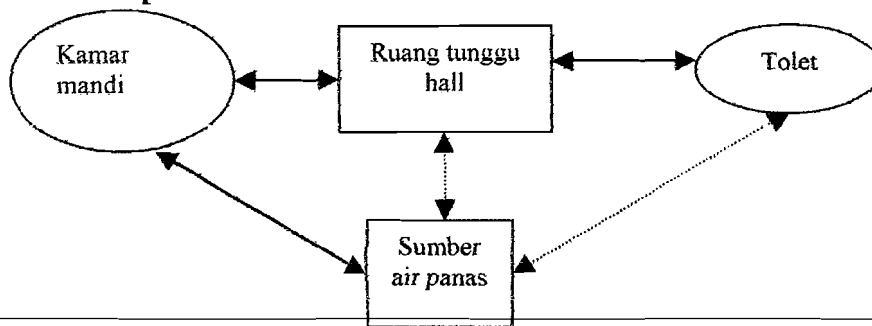 Kamar
mandi
Ruang tunggu
hall
Tolet
Sumber
air panas